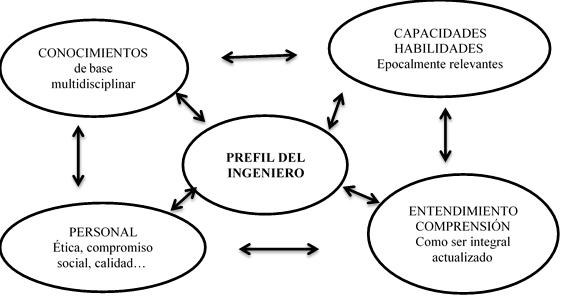 CONOCIMIENTOS
de base
multidisciplinar
CAPACIDADES
HABILIDADES
Epocalmente relevantes
PREFIL DEL
INGENIERO
PERSONAL
Ética, compromiso
social, calidad…
ENTENDIMIENTO
COMPRENSIÓN
Como ser integral
actualizado